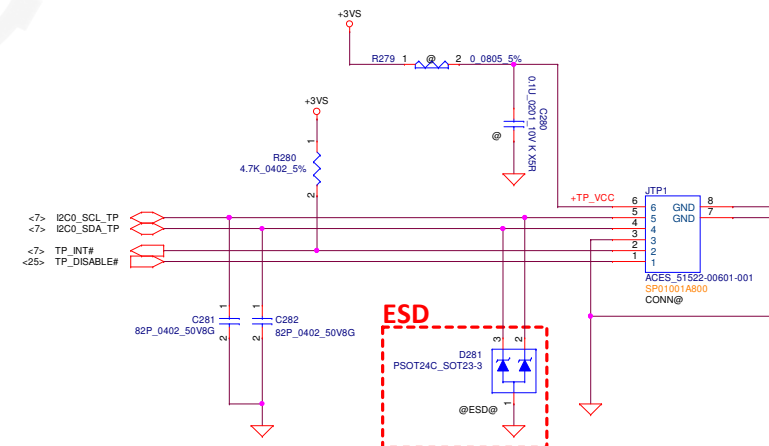 +3VS
R279 1 @ 2 0_0805_5%
0.1U_0201_10V K X5R
C280
@
+3VS
1
R280
4.7K_0402_5%
2
+TP_VCC
JTP1
6 6 GND 8
5 5 GND 7
4 4
3 3
2 2
1 1
ACES_51522-00601-001
SP01001A800
CONN@
<7> I2C0_SCL_TP
<7> I2C0_SDA_TP
<7> TP_INT#
<25> TP_DISABLE#
1 1
C281
82P_0402_50V8G
2
C282
82P_0402_50V8G
2
ESD
3 2
D281
PSOT24C_SOT23-3
@ESD@
1